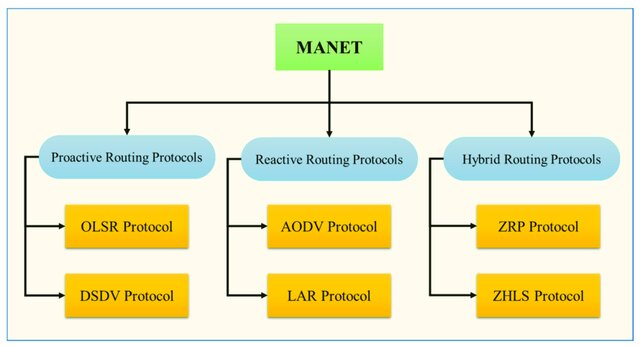 MANET
Proactive Routing Protocols
Reactive Routing Protocols
Hybrid Routing Protocols
OLSR Protocol
AODV Protocol
ZRP Protocol
DSDV Protocol
LAR Protocol
ZHLS Protocol